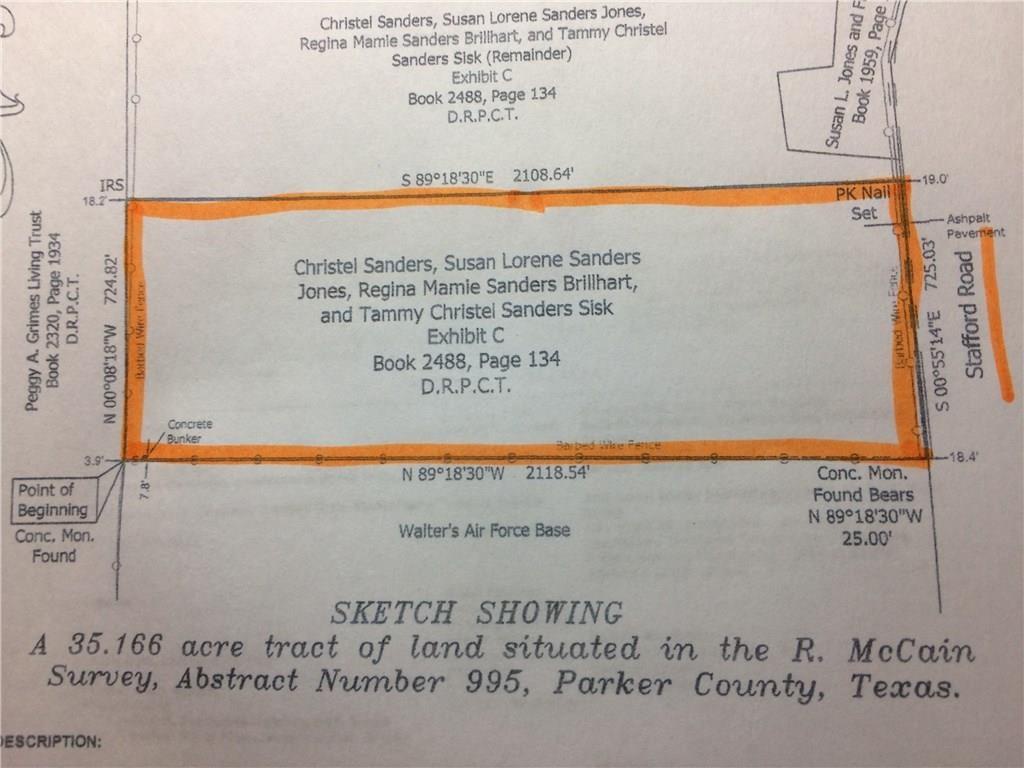 Christel Sanders, Susan Lorene Sanders Jones,
Regina Mamie Sanders Brillhart, and Tammy Christel
Sanders Sisk (Remainder)
Exhibit C
Book 2488, Page 134
D.R.P.C.T.
Susan L. Jones and
Book 1959, Page
S 89°18'30"E 2108.64'
IRS
18.2'
19.0'
PK Nail
Set
Ashpalt
Pavement
Peggy A. Grimes Living Trust
Book 2320, Page 1934
D.R.P.C.T.
N 00°08'18"W 724.82'
Barbed Wire Fence
Christel Sanders, Susan Lorene Sanders
Jones, Regina Mamie Sanders Brillhart,
and Tammy Christel Sanders Sisk
Exhibit C
Book 2488, Page 134
D.R.P.C.T.
Barbed Wire Fence
S 00°55'14"E 725.03'
Stafford Road
Concrete
Bunker
Barbed Wire Fence
3.9'
7.8'
N 89°18'30"W 2118.54'
18.4'
Point of
Beginning
Conc. Mon.
Found
Conc. Mon.
Found Bears
N 89°18'30"W
25.00'
Walter's Air Force Base
SKETCH SHOWING
A 35.166 acre tract of land situated in the R. McCain
Survey, Abstract Number 995, Parker County, Texas.
DESCRIPTION: